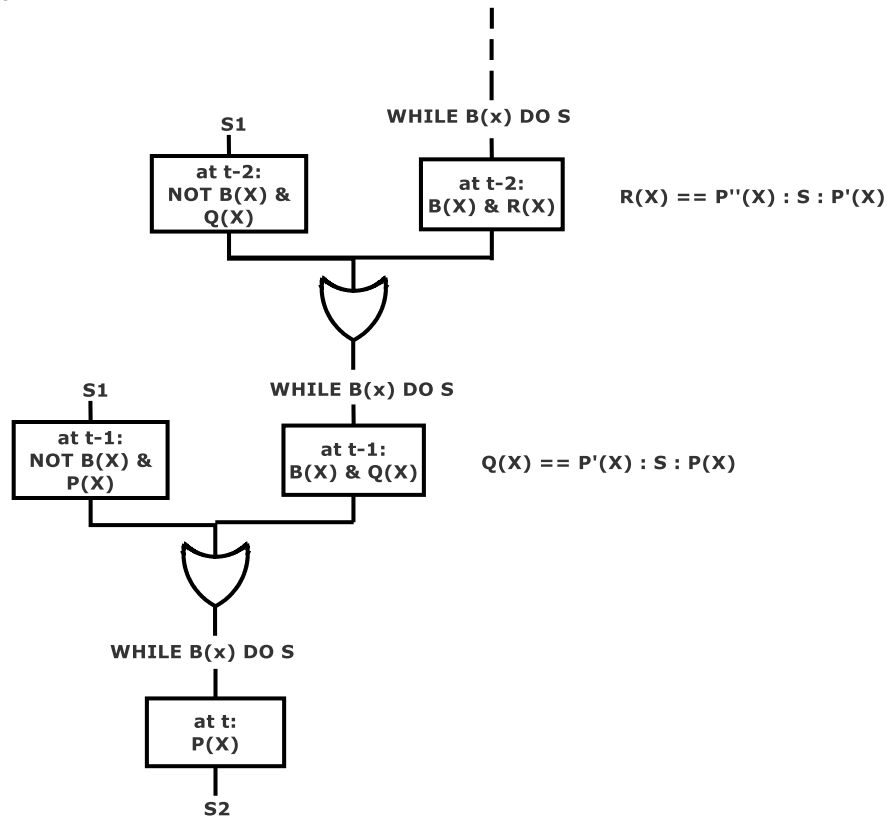 WHILE B(x) DO S
S1
at t-2:
NOT B(X) &
Q(X)
at t-2:
B(X) & R(X)
R(X) == P''(X) : S : P'(X)
S1
WHILE B(x) DO S
at t-1:
NOT B(X) &
P(X)
at t-1:
B(X) & Q(X)
Q(X) == P'(X) : S : P(X)
WHILE B(x) DO S
at t:
P(X)
S2